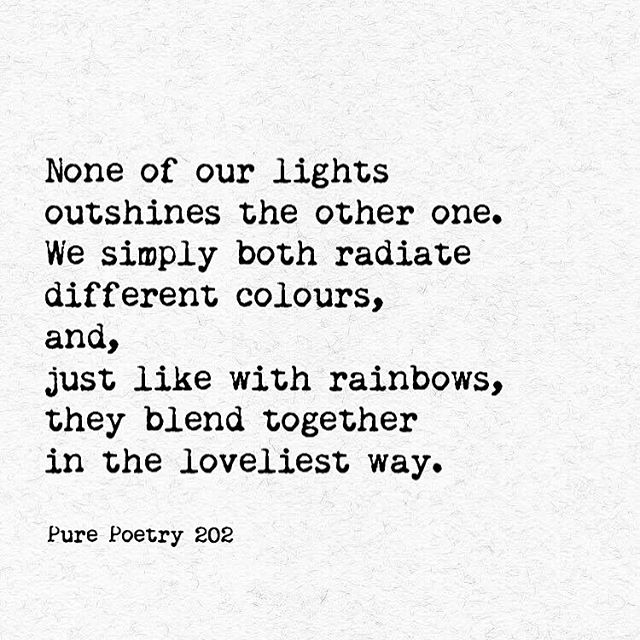 None of our lights
outshines the other one.
We simply both radiate
different colours,
and,
just like with rainbows,
they blend together
in the loveliest way.
Pure Poetry 202